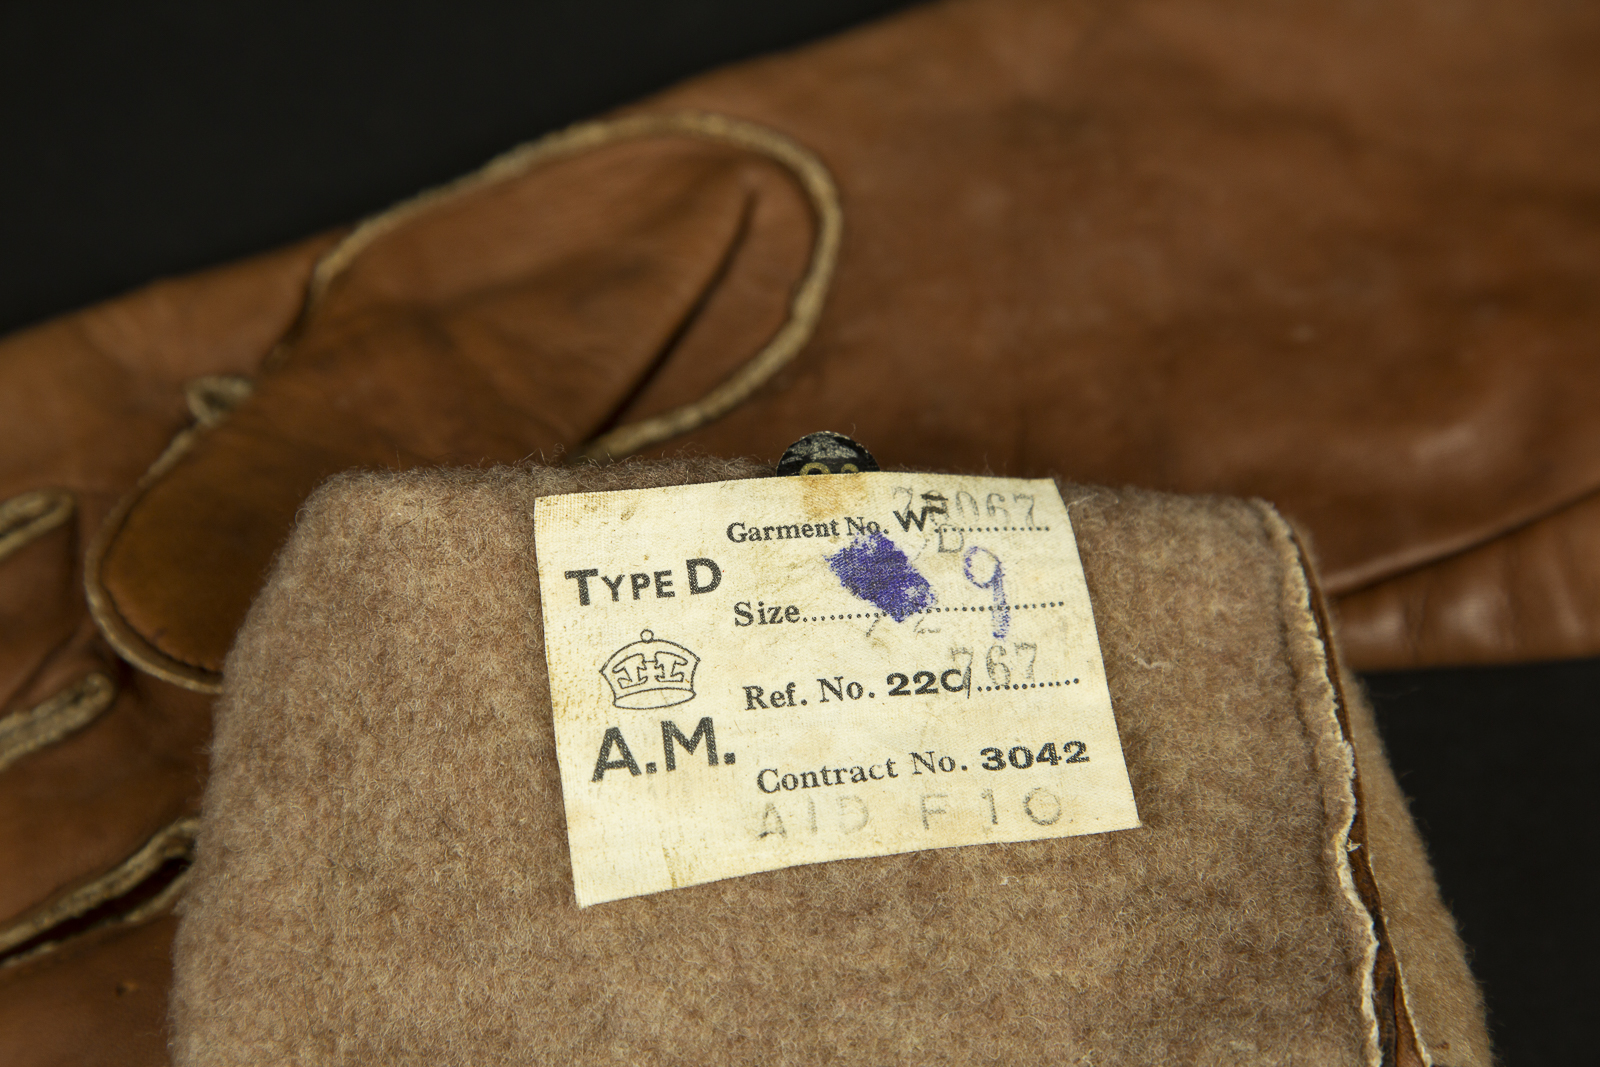 Garment No. W
TYPE D
D
9
Size
Ref. No. 22C/767
A.M.
Contract No. 3042
AID F10